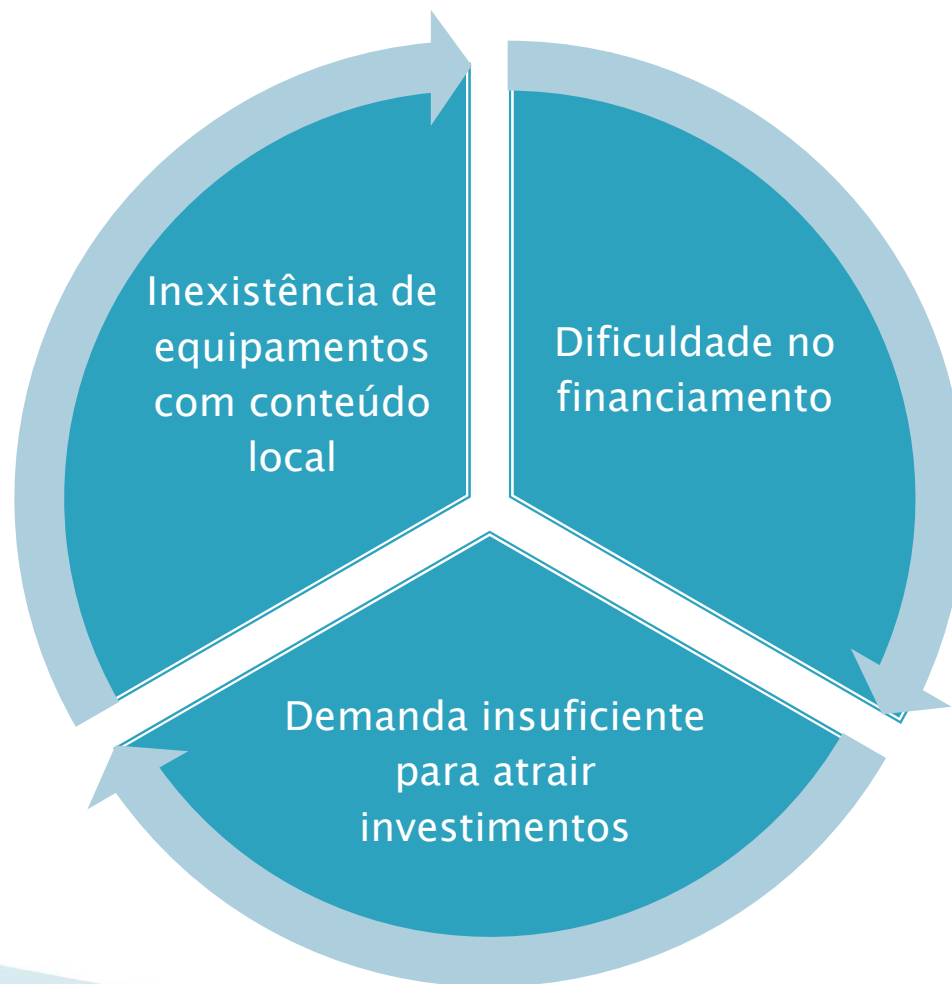 Inexistência de
equipamentos
com conteúdo
local
Dificuldade no
financiamento
Demanda insuficiente
para atrair
investimentos